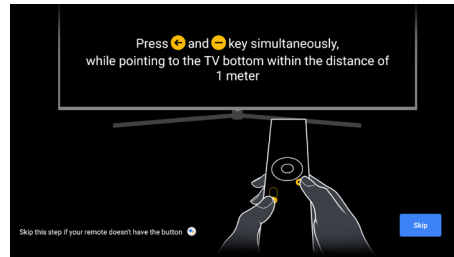 Press ← and − key simultaneously,
while pointing to the TV bottom within the distance of
1 meter
Skip this step if your remote doesn't have the button
Skip